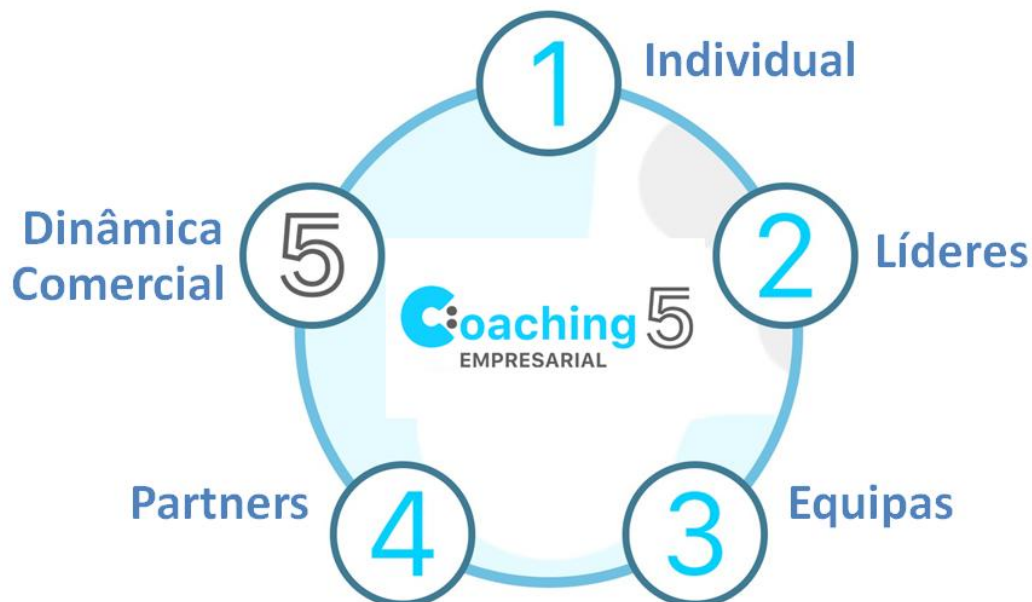 1
Individual
2
Líderes
3
Equipas
4
Partners
5
Dinâmica
Comercial
Coaching 5
EMPRESARIAL